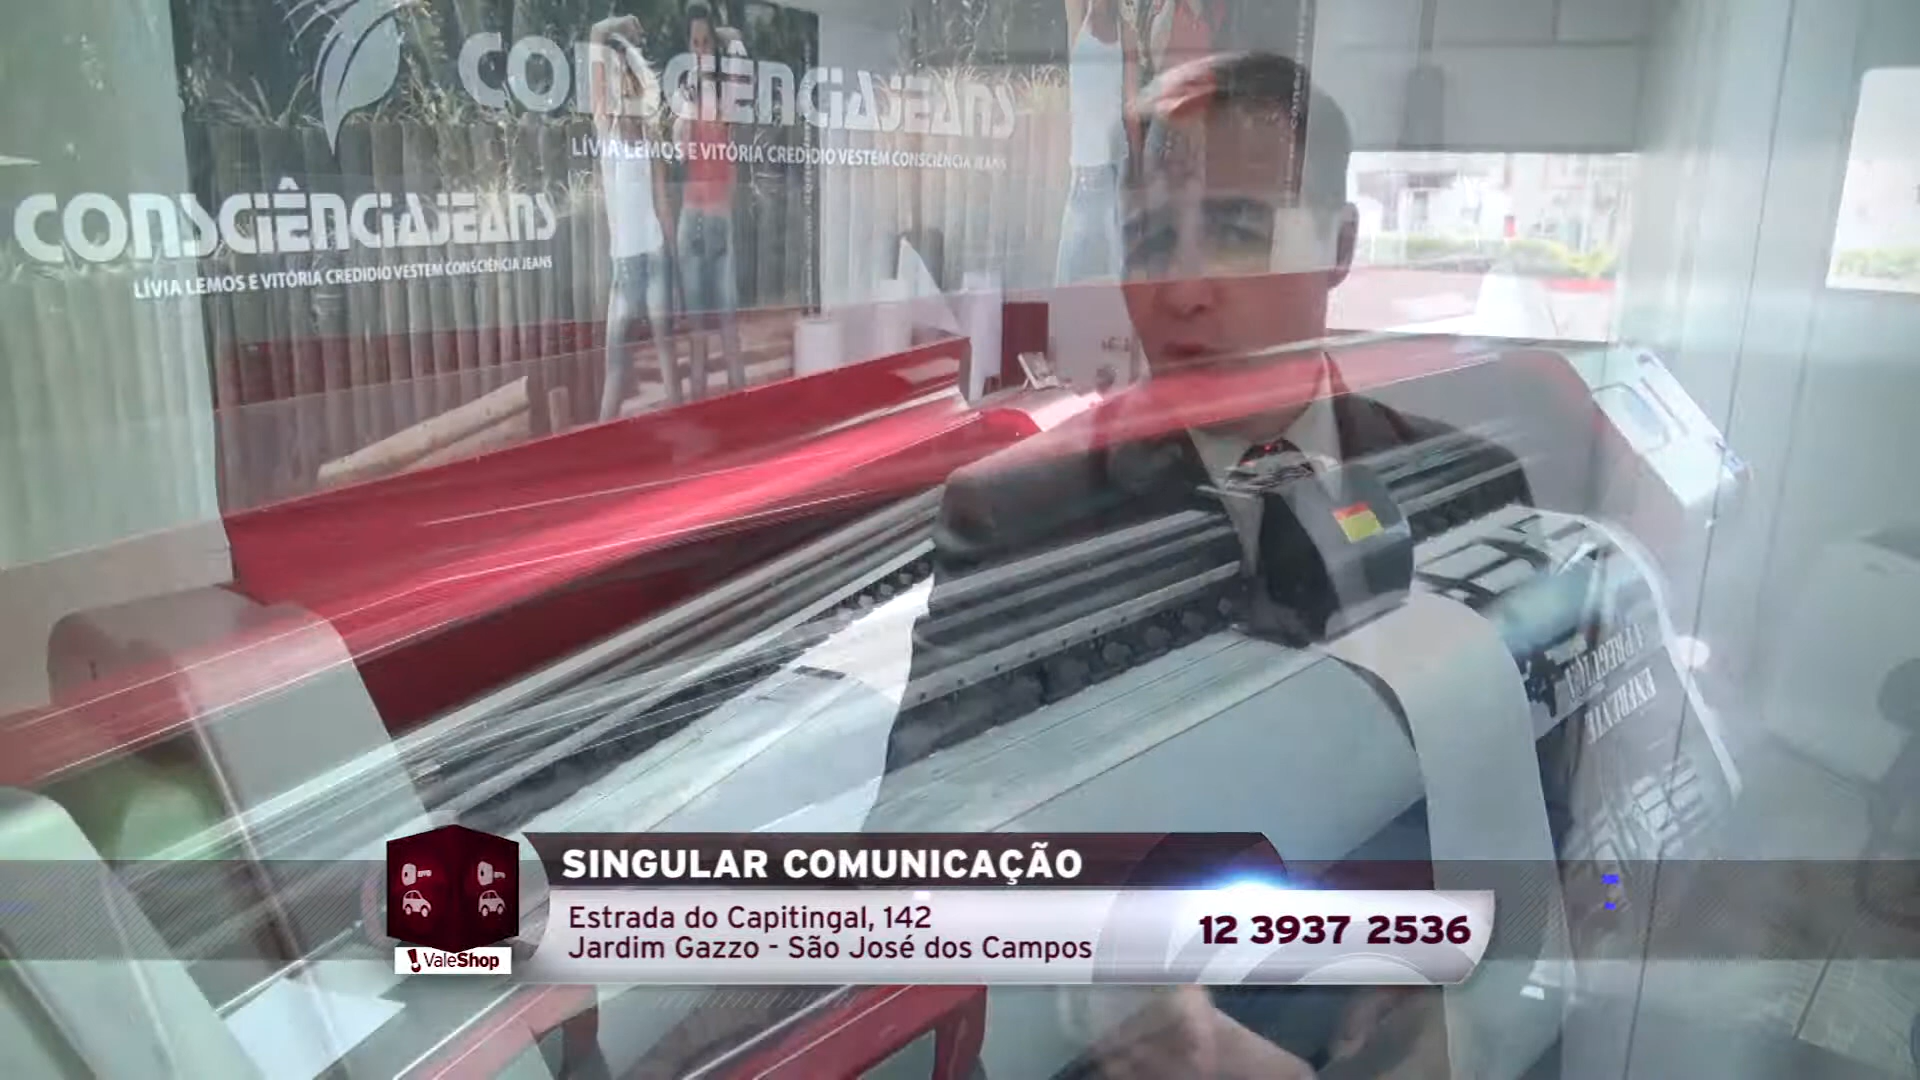 CONSCIÊNCIAJEANS
LÍVIA LEMOS E VITÓRIA CREDIDIO VESTEM CONSCIÊNCIA JEANS
CONSCIÊNCIAJEANS
LÍVIA LEMOS E VITÓRIA CREDIDIO VESTEM CONSCIÊNCIA JEANS
SINGULAR COMUNICAÇÃO
Estrada do Capitingal, 142
Jardim Gazzo - São José dos Campos
12 3937 2536
ValeShop